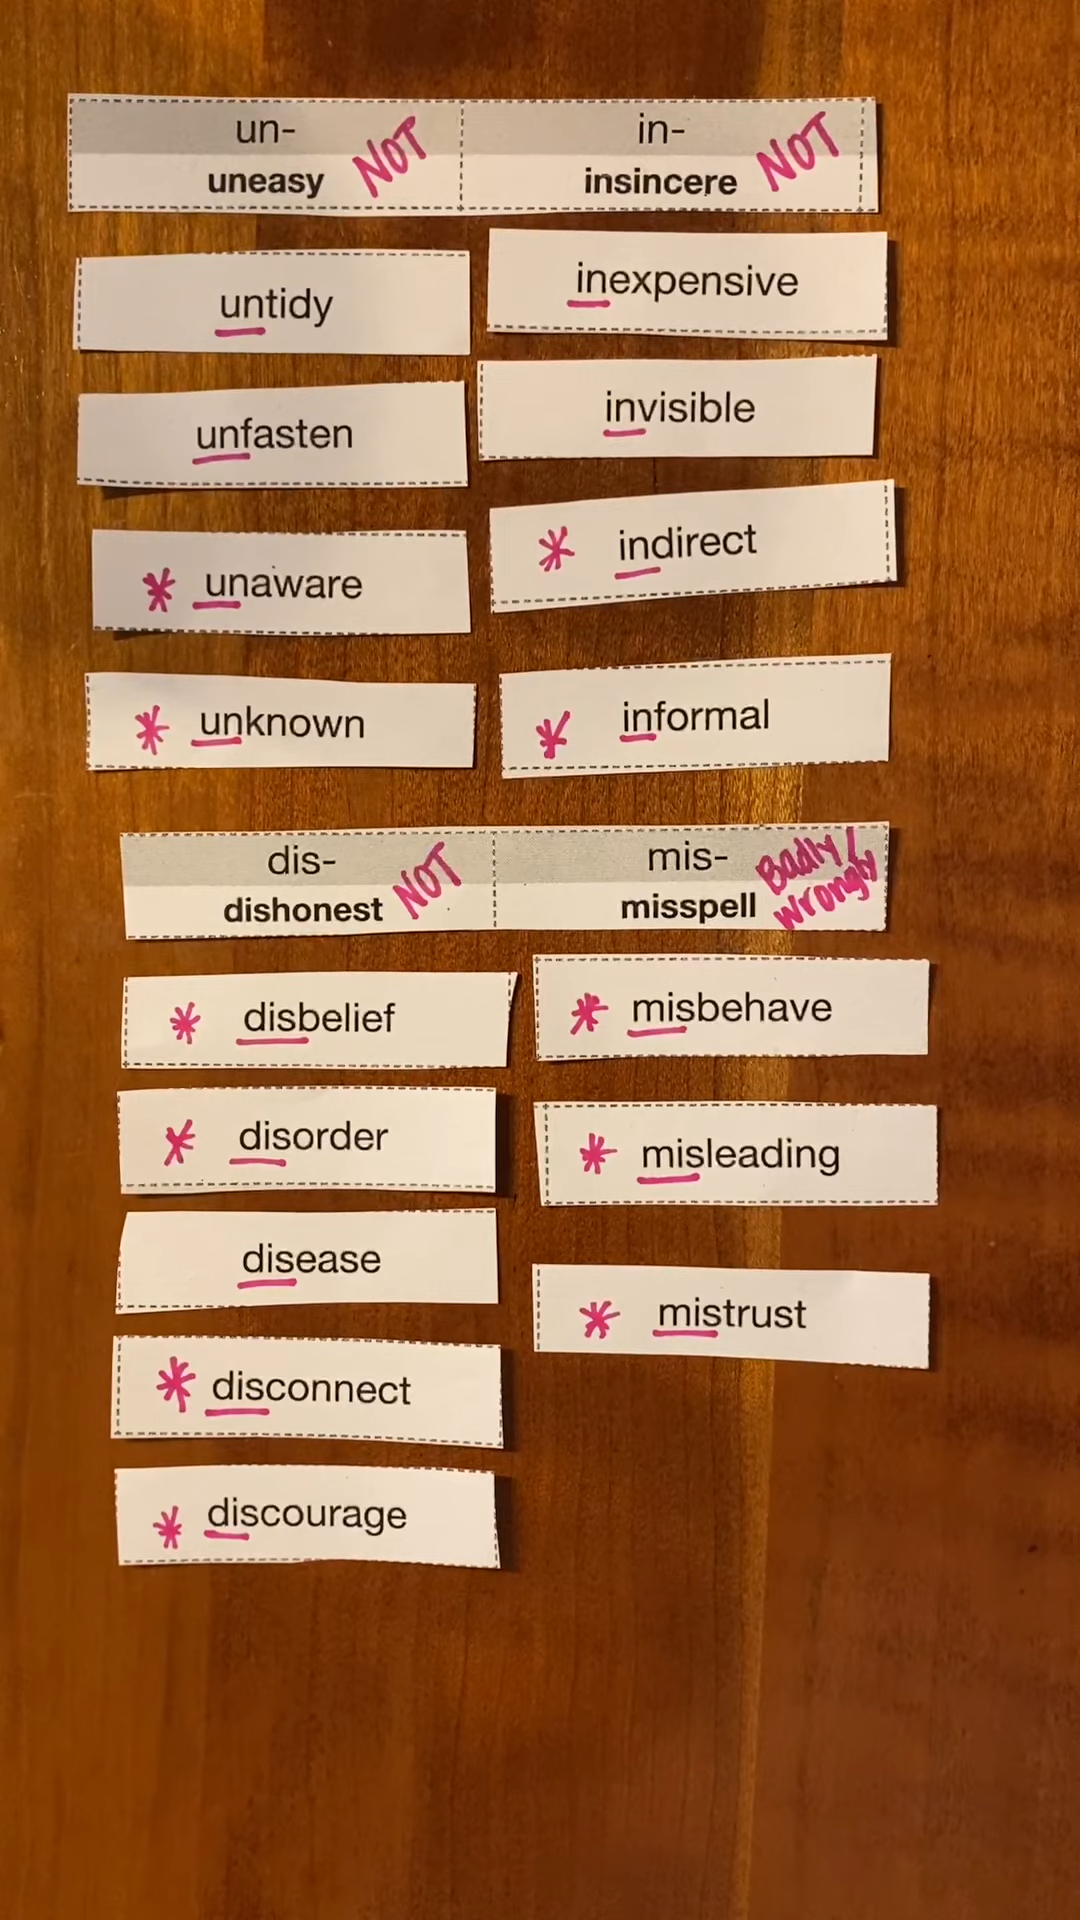 un-
NOT
uneasy
in-
NOT
insincere
untidy
unfasten
* unaware
* unknown
inexpensive
invisible
* indirect
* informal
dis-
NOT
dishonest
mis-
Badly/
wrongly
misspell
* disbelief
* disorder
disease
* disconnect
* discourage
* misbehave
* misleading
* mistrust